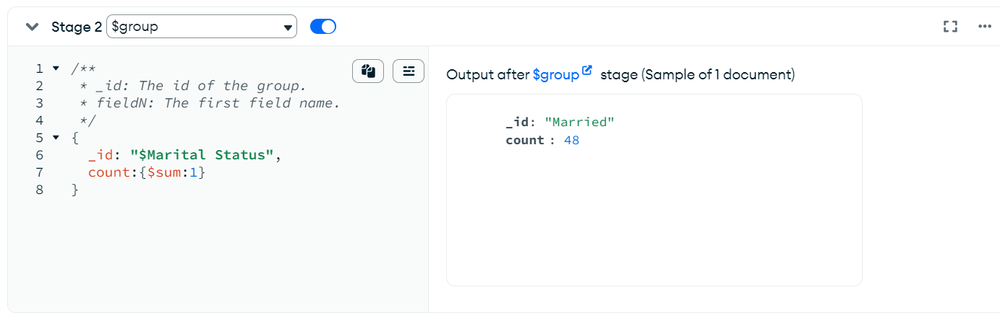 Stage 2 $group
1 /**
2 * _id: The id of the group.
3 * fieldN: The first field name.
4 */
5 {
6 _id: "$Marital Status",
7 count:{$sum:1}
8 }
Output after $group stage (Sample of 1 document)
_id: "Married"
count : 48